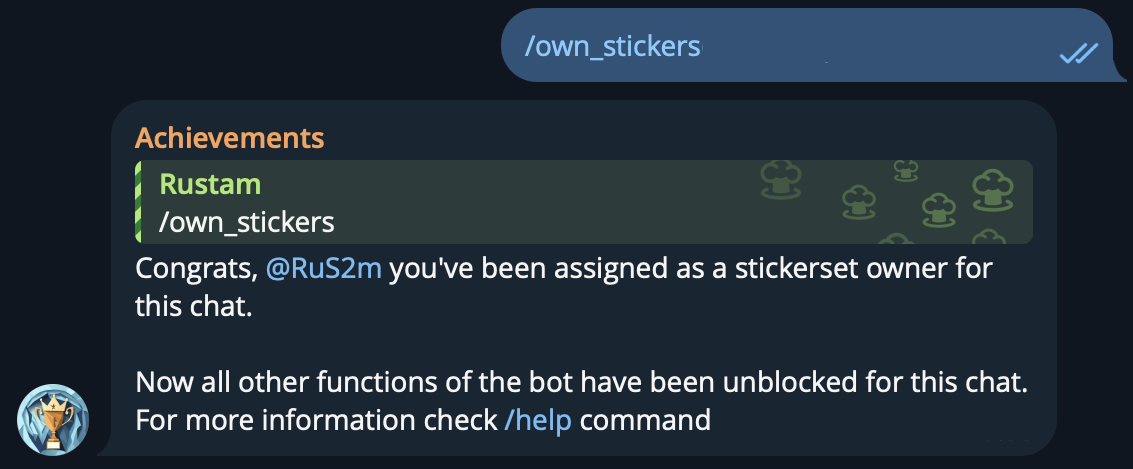 /own_stickers
Achievements
Rustam
/own_stickers
Congrats, @RuS2m you've been assigned as a stickerset owner for
this chat.
Now all other functions of the bot have been unblocked for this chat.
For more information check /help command